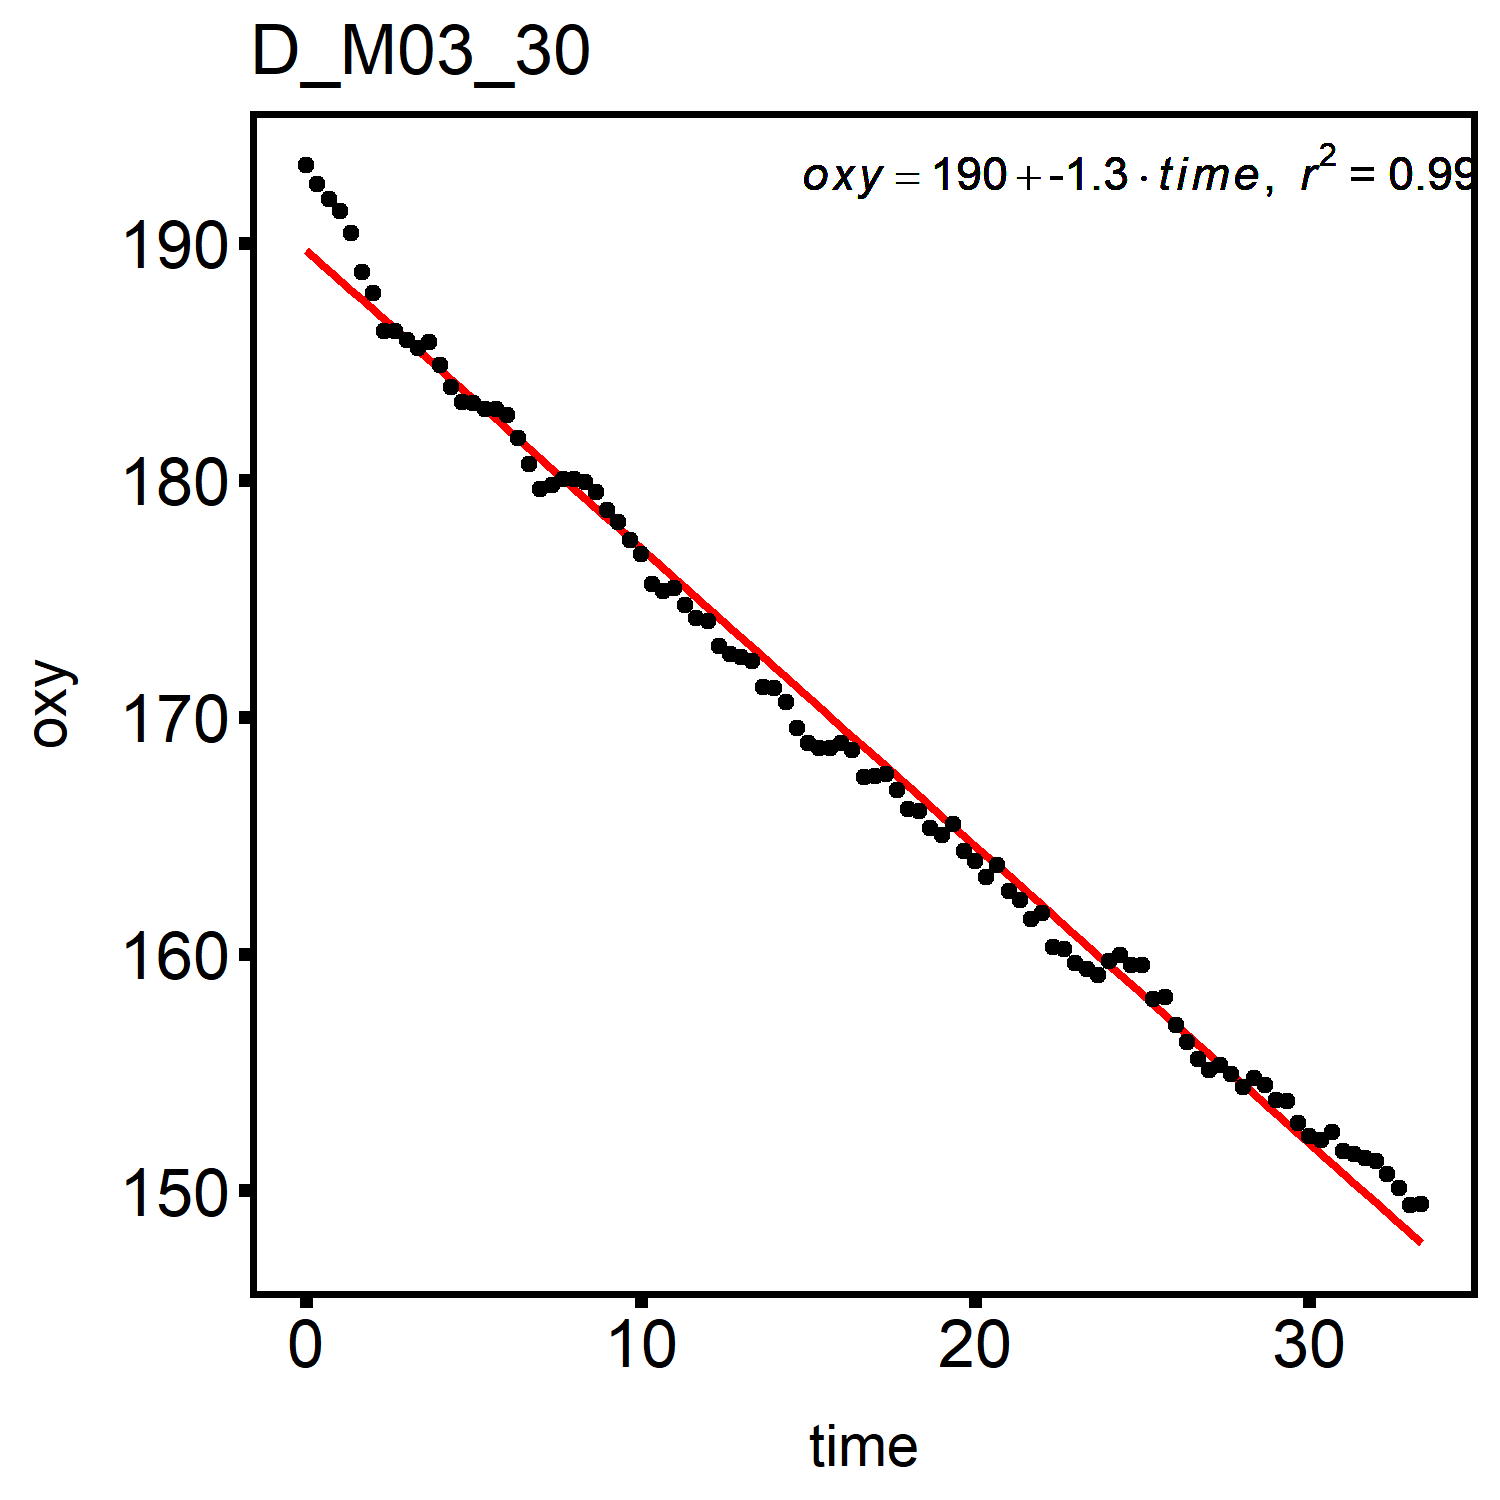 D_M03_30
oxy = 190 + -1.3 · time, r² = 0.99
190
180
170
160
150
oxy
0 10 20 30
time